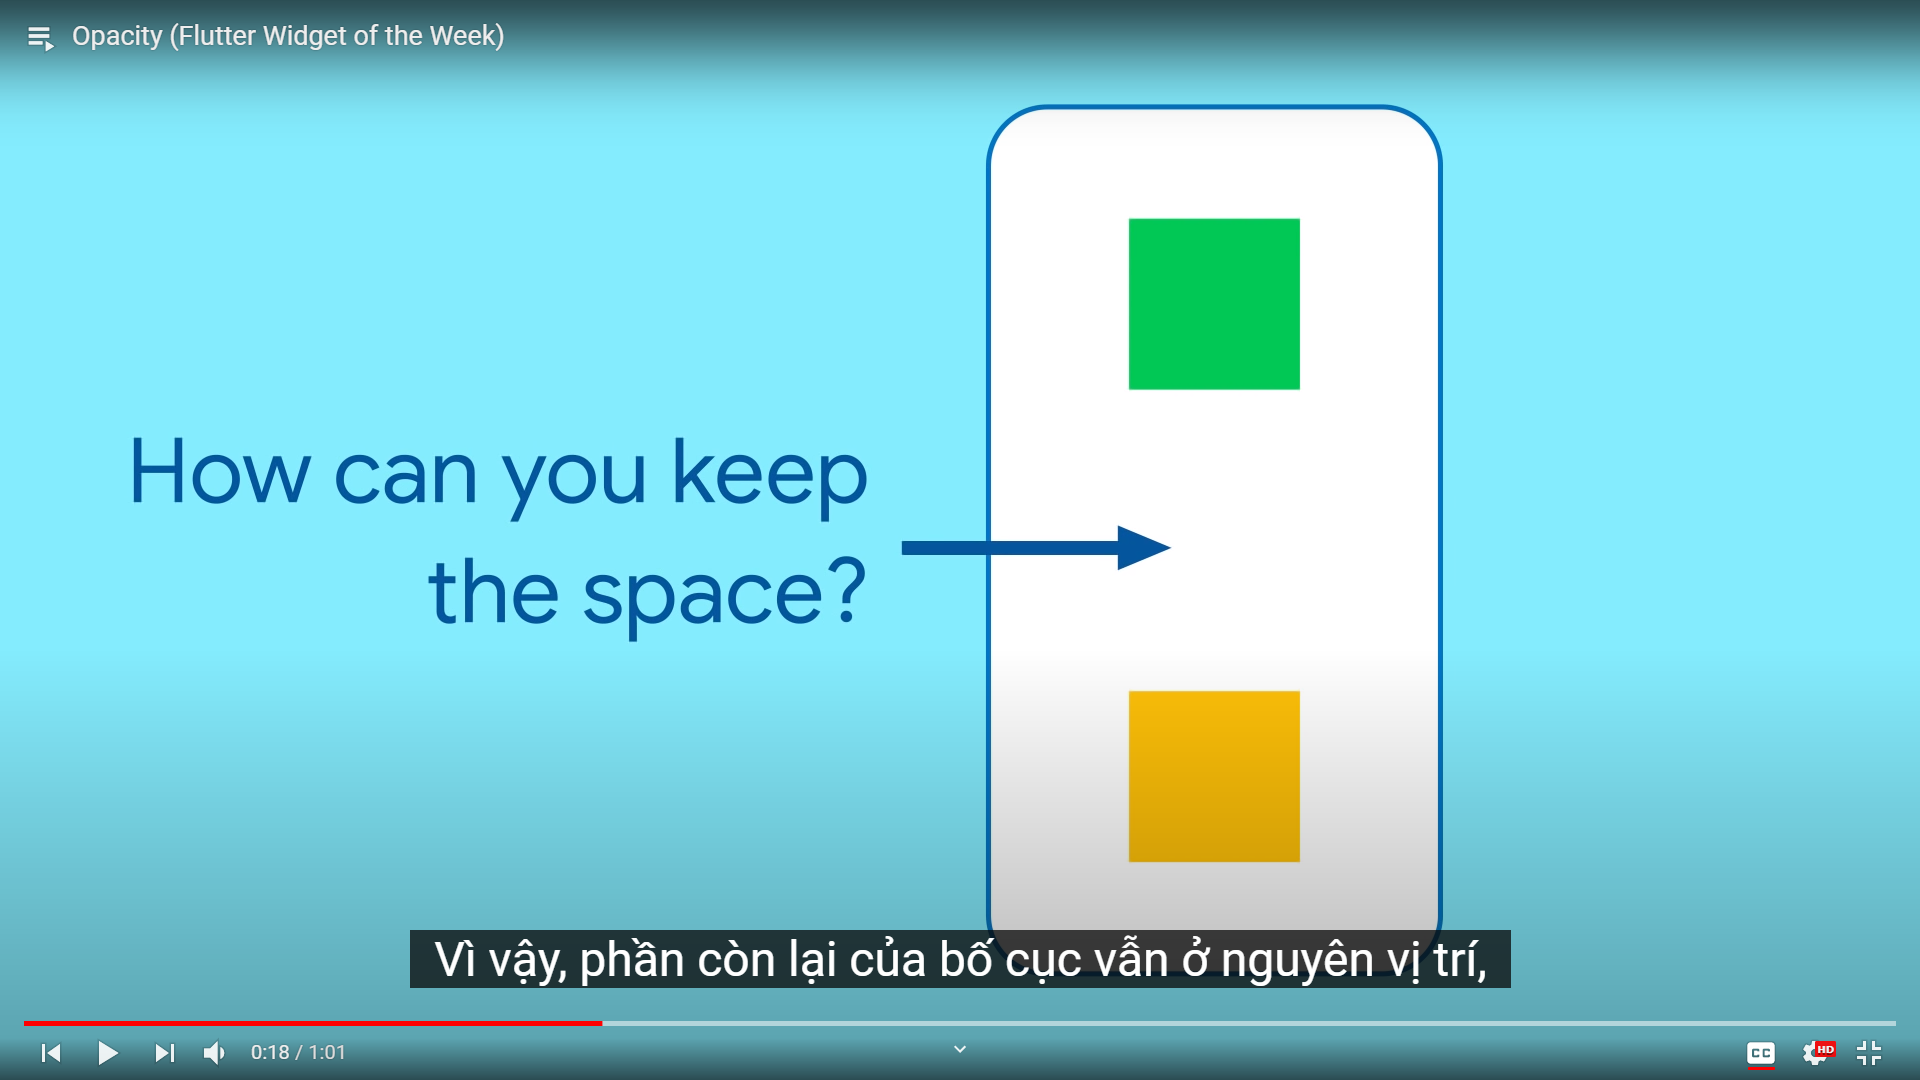 Opacity (Flutter Widget of the Week)
How can you keep
the space?
Vì vậy, phần còn lại của bố cục vẫn ở nguyên vị trí,
0:18 / 1:01
CC
HD